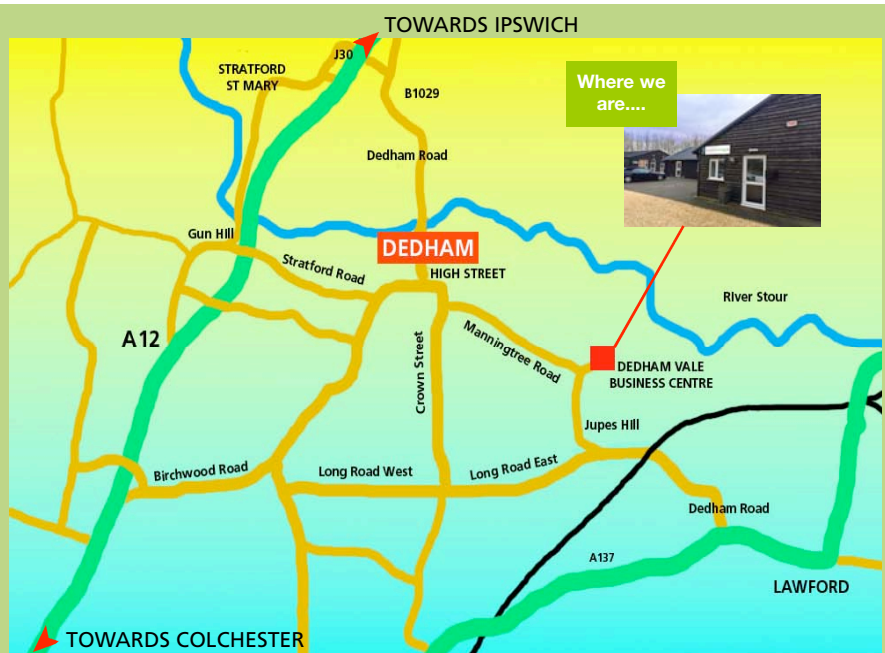 TOWARDS IPSWICH
J30
STRATFORD
ST MARY
B1029
Where we
are....
Dedham Road
Gun Hill
DEDHAM
Stratford Road
HIGH STREET
RIver Stour
A12
Manningtree Road
Crown Street
DEDHAM VALE
BUSINESS CENTRE
Jupes HIll
Birchwood Road
Long Road West
Long Road East
Dedham Road
A137
LAWFORD
TOWARDS COLCHESTER